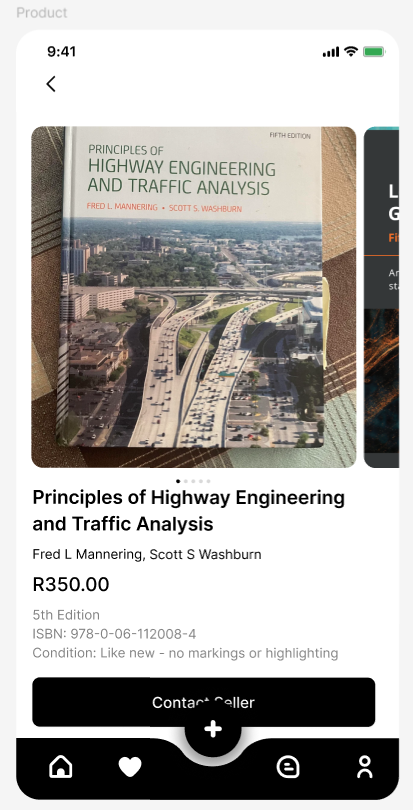 Product
9:41
FIFTH EDITION
PRINCIPLES OF
HIGHWAY ENGINEERING
AND TRAFFIC ANALYSIS
FRED L. MANNERING • SCOTT S. WASHBURN
Principles of Highway Engineering
and Traffic Analysis
Fred L Mannering, Scott S Washburn
R350.00
5th Edition
ISBN: 978-0-06-112008-4
Condition: Like new - no markings or highlighting
Contact Seller